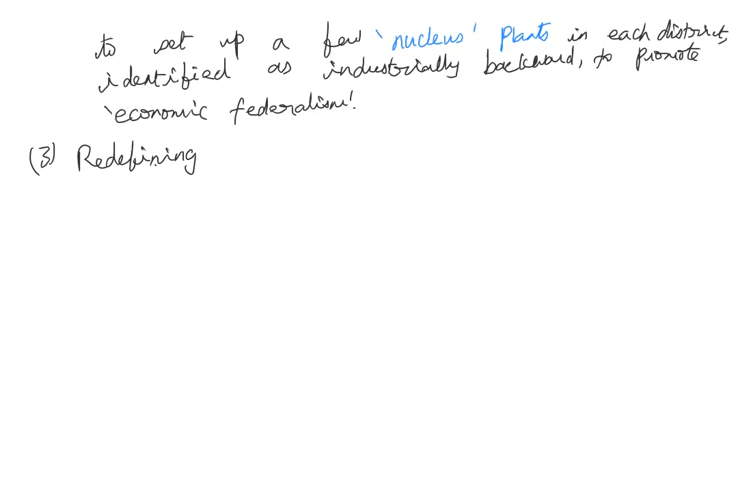 to set up a few 'nucleus' plants in each district,
identified as industrially backward, to promote
'economic federalism'.
(3) Redefining